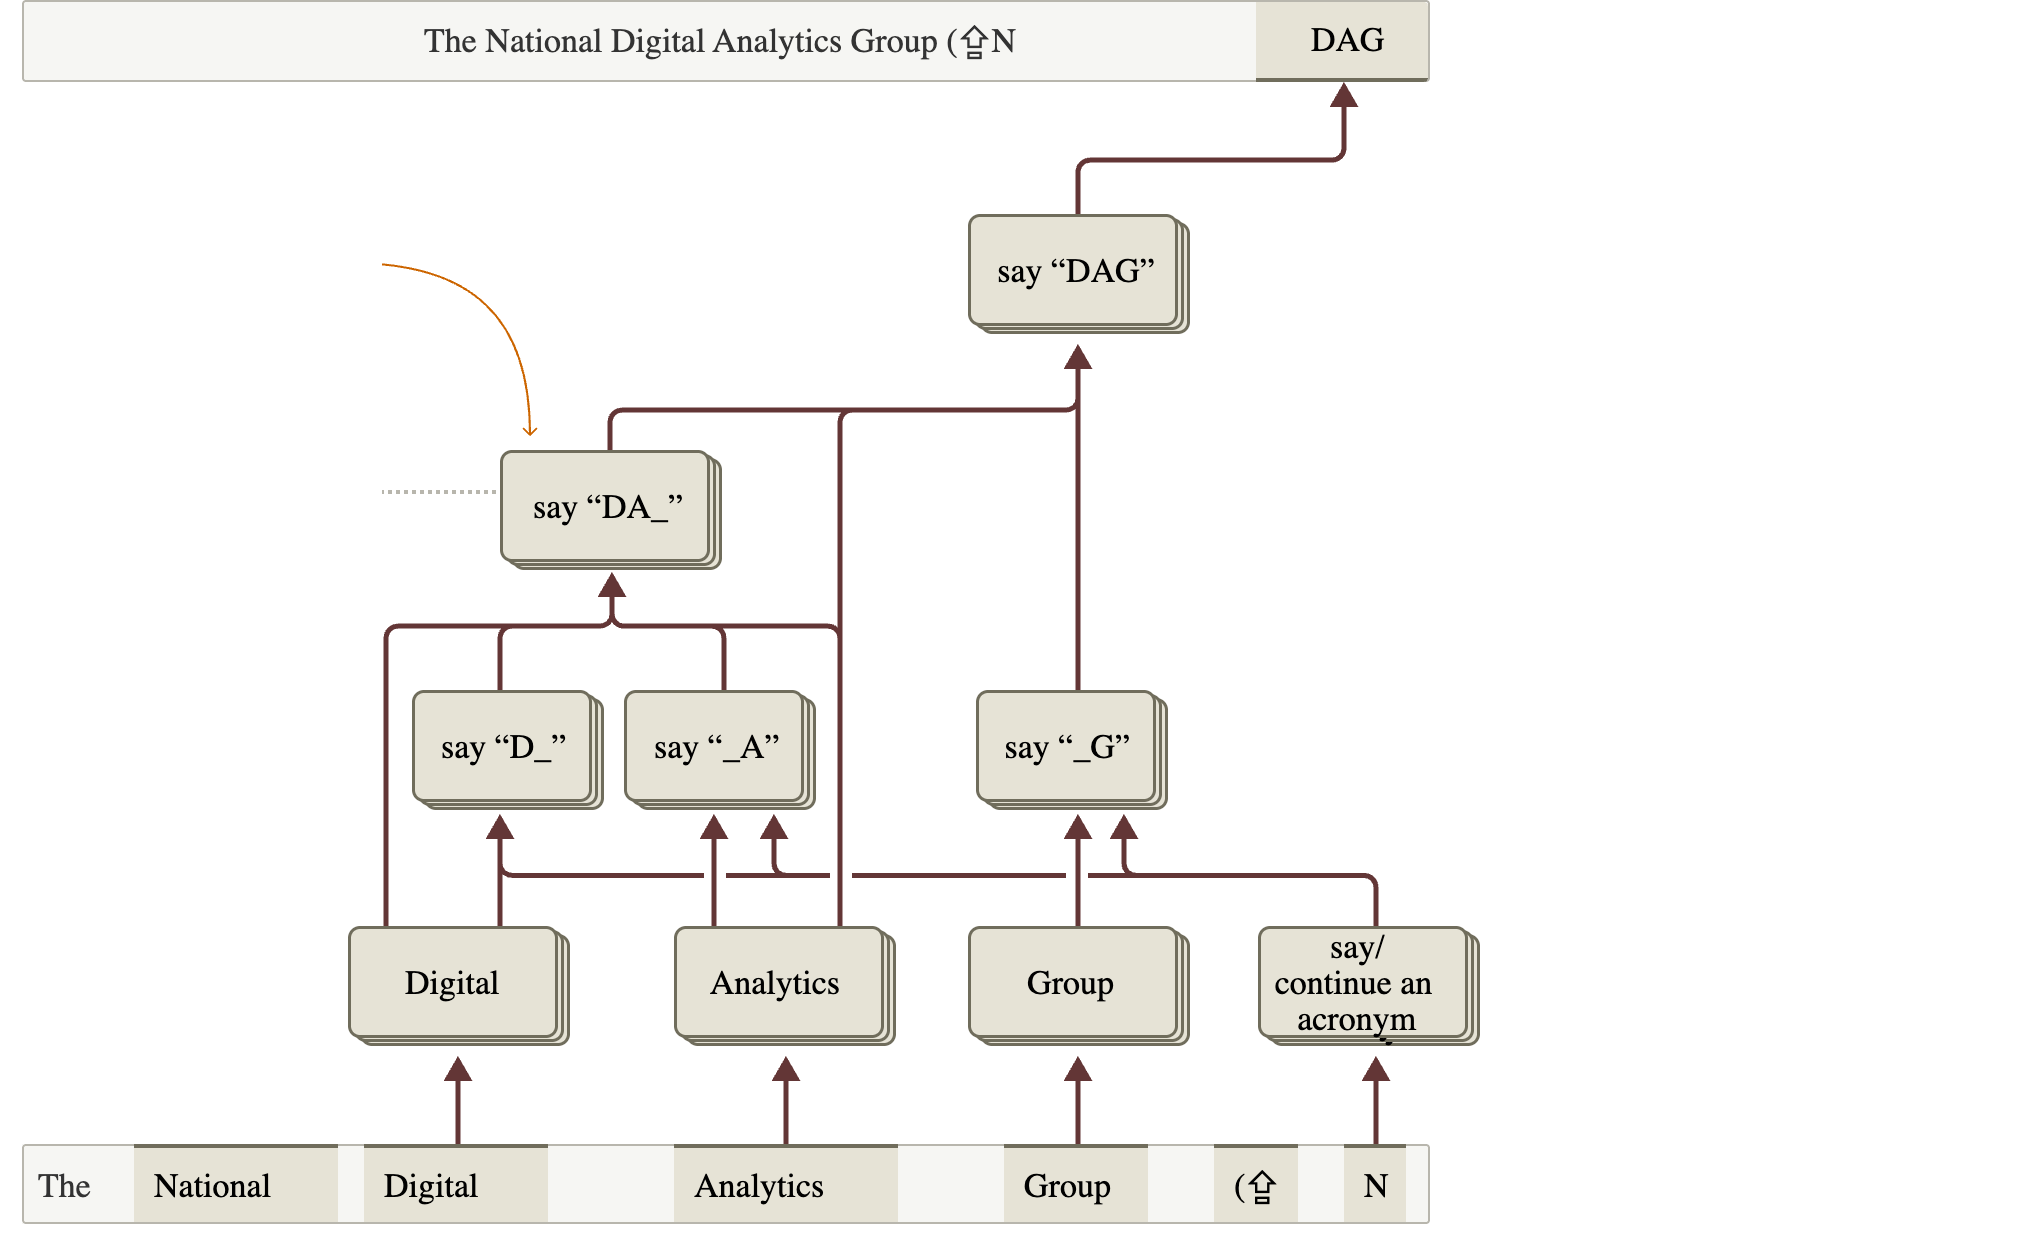 The National Digital Analytics Group (⇪N
DAG
say “DAG”
say “DA_”
say “D_”
say “_A”
say “_G”
Digital
Analytics
Group
say/
continue an
acronym
The
National
Digital
Analytics
Group
(⇪
N